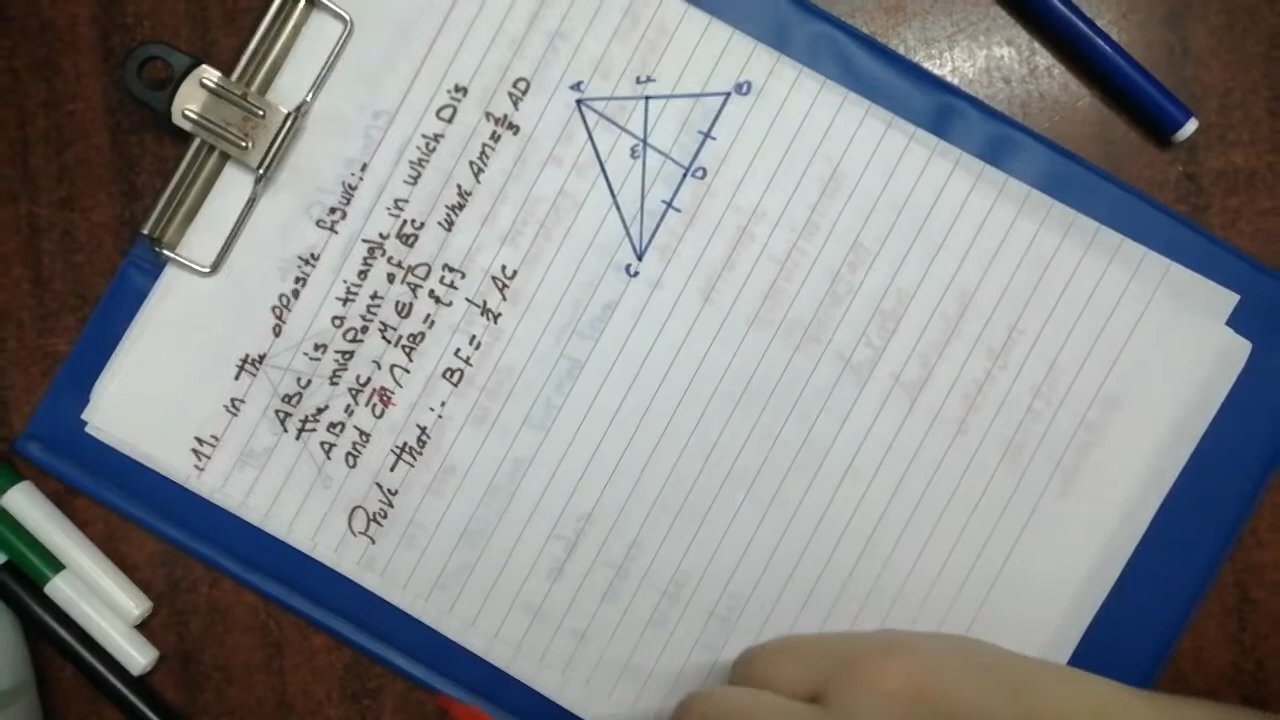 .11. in the opposite figure:-
ABC is a triangle in which D is
the mid Point of BC
AB=AC, M ∈ AD where AM=2/3 AD
and CM ∩ AB = {F}
Prove that :- BF = 1/2 AC
A
F
B
M
D
C